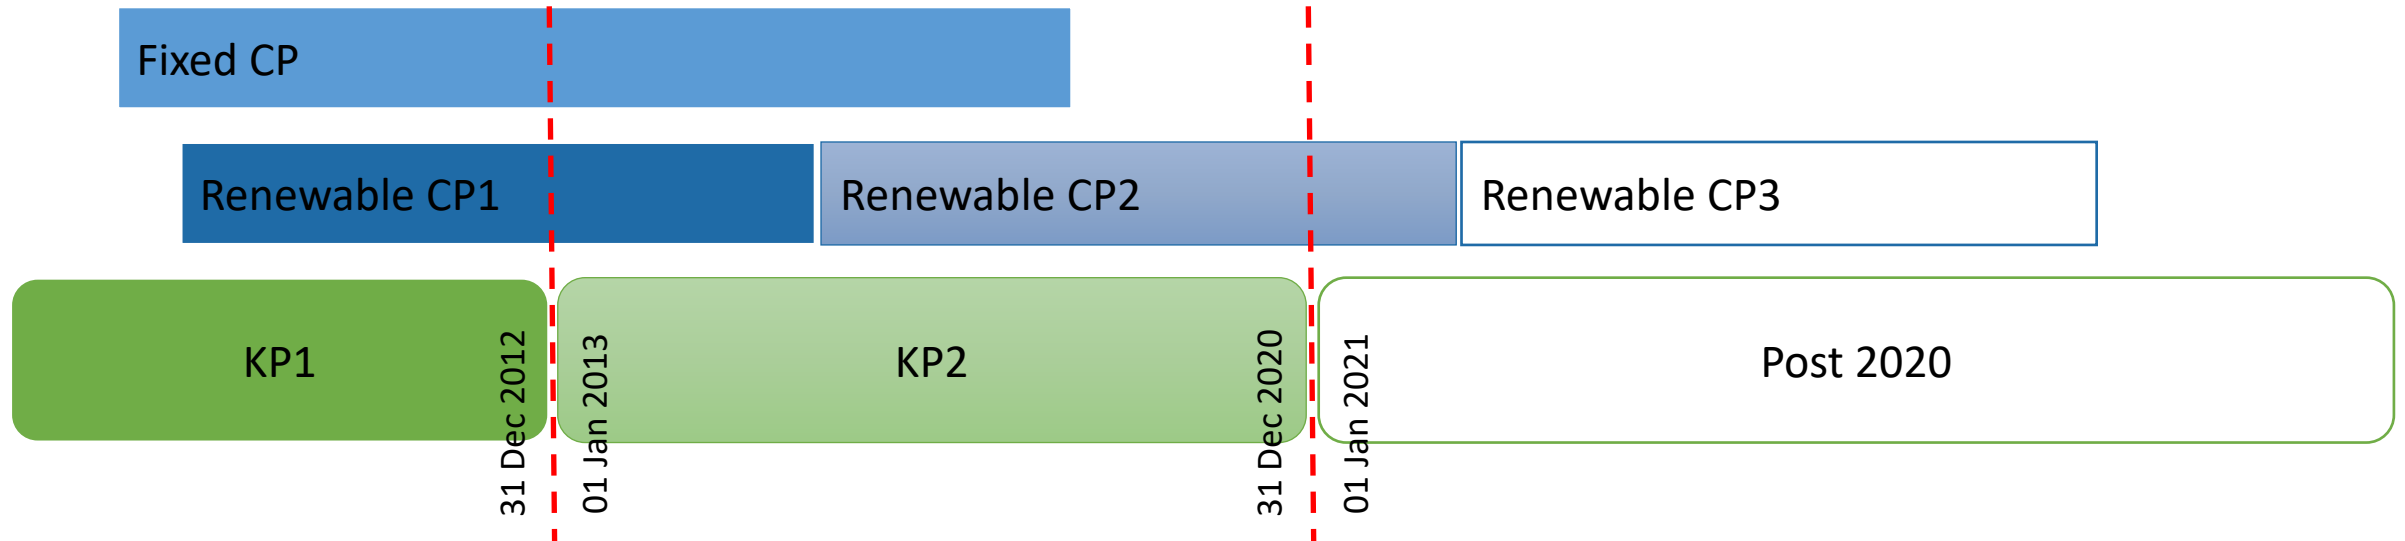 Fixed CP
Renewable CP1
Renewable CP2
Renewable CP3
KP1
31 Dec 2012
01 Jan 2013
KP2
31 Dec 2020
01 Jan 2021
Post 2020